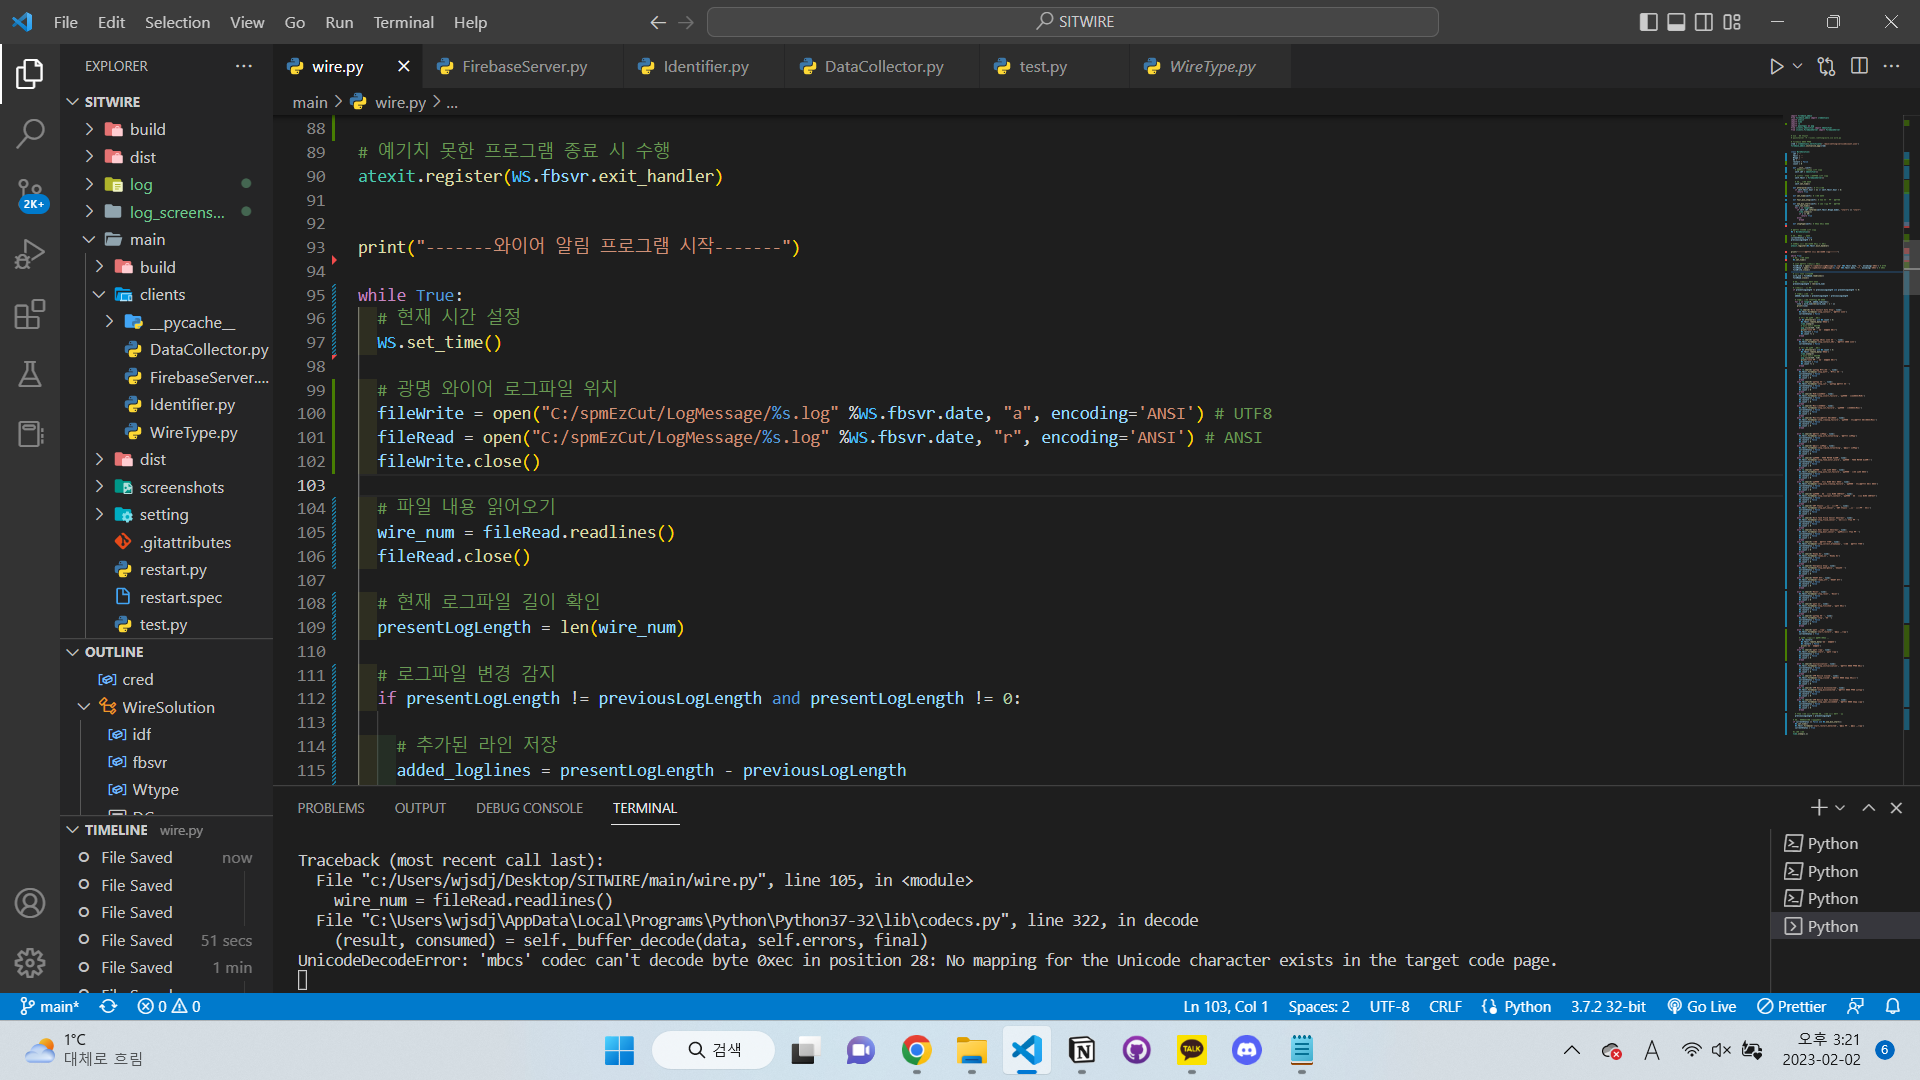 File Edit Selection View Go Run Terminal Help
SITWIRE
EXPLORER
wire.py
FirebaseServer.py
Identifier.py
DataCollector.py
test.py
WireType.py
main > wire.py > ...
SITWIRE
build
dist
log
log_screens...
main
build
clients
__pycache__
DataCollector.py
FirebaseServer....
Identifier.py
WireType.py
dist
screenshots
setting
.gitattributes
restart.py
restart.spec
test.py
2K+
OUTLINE
cred
WireSolution
idf
fbsvr
Wtype
TIMELINE wire.py
File Saved now
File Saved
File Saved
File Saved 51 secs
File Saved 1 min
88
89 # 예기치 못한 프로그램 종료 시 수행
90 atexit.register(WS.fbsvr.exit_handler)
91
92
93 print("-------와이어 알림 프로그램 시작-------")
94
95 while True:
96 # 현재 시간 설정
97 WS.set_time()
98
99 # 광명 와이어 로그파일 위치
100 fileWrite = open("C:/spmEzCut/LogMessage/%s.log" %WS.fbsvr.date, "a", encoding='ANSI') # UTF8
101 fileRead = open("C:/spmEzCut/LogMessage/%s.log" %WS.fbsvr.date, "r", encoding='ANSI') # ANSI
102 fileWrite.close()
103
104 # 파일 내용 읽어오기
105 wire_num = fileRead.readlines()
106 fileRead.close()
107
108 # 현재 로그파일 길이 확인
109 presentLogLength = len(wire_num)
110
111 # 로그파일 변경 감지
112 if presentLogLength != previousLogLength and presentLogLength != 0:
113
114 # 추가된 라인 저장
115 added_loglines = presentLogLength - previousLogLength
PROBLEMS OUTPUT DEBUG CONSOLE TERMINAL
Traceback (most recent call last):
File "c:/Users/wjsdj/Desktop/SITWIRE/main/wire.py", line 105, in <module>
wire_num = fileRead.readlines()
File "C:\Users\wjsdj\AppData\Local\Programs\Python\Python37-32\lib\codecs.py", line 322, in decode
(result, consumed) = self._buffer_decode(data, self.errors, final)
UnicodeDecodeError: 'mbcs' codec can't decode byte 0xec in position 28: No mapping for the Unicode character exists in the target code page.
Python
Python
Python
Python
main* 0 0 Ln 103, Col 1 Spaces: 2 UTF-8 CRLF Python 3.7.2 32-bit Go Live Prettier
1°C
대체로 흐림
검색
TALK
A
오후 3:21
2023-02-02
6